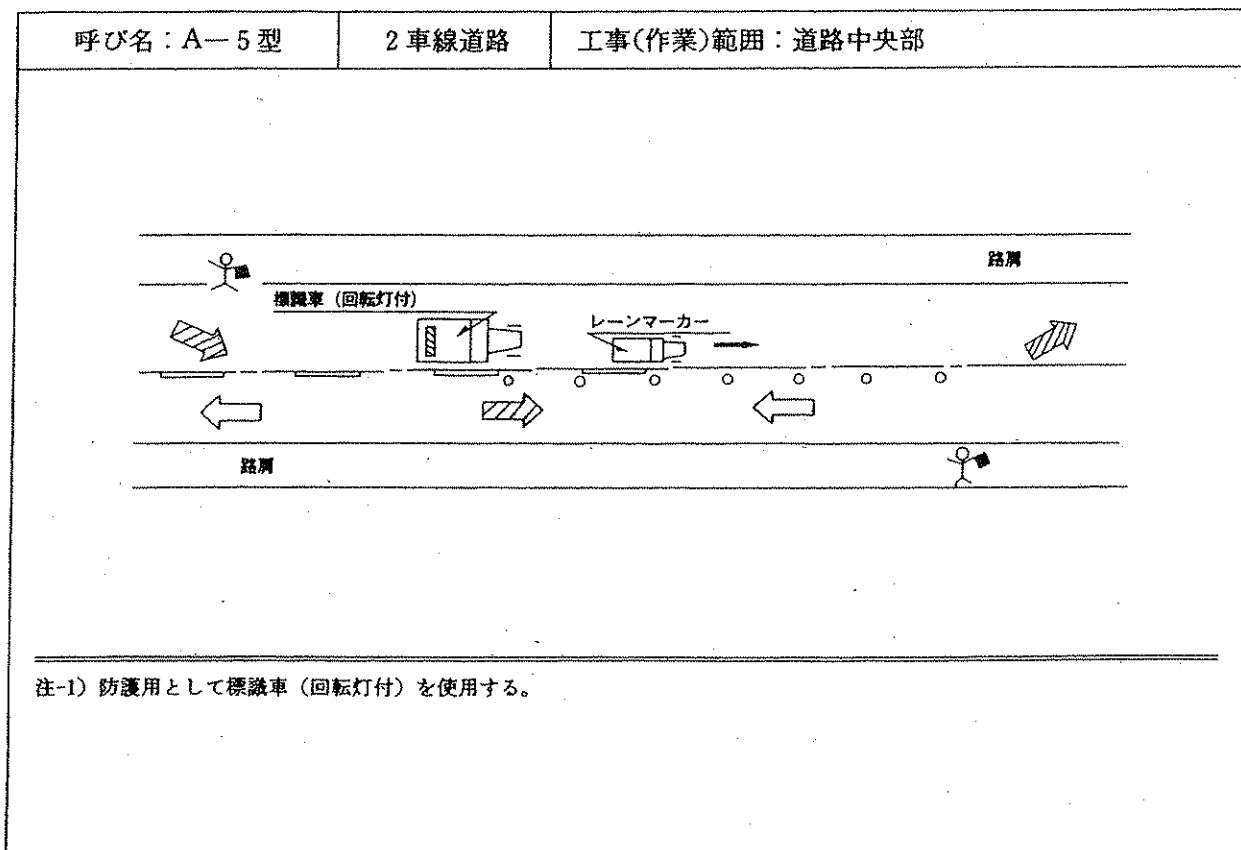 呼び名：A－5型
2車線道路
工事(作業)範囲：道路中央部
路肩
標識車（回転灯付）
レーンマーカー
路肩
注-1）防護用として標識車（回転灯付）を使用する。